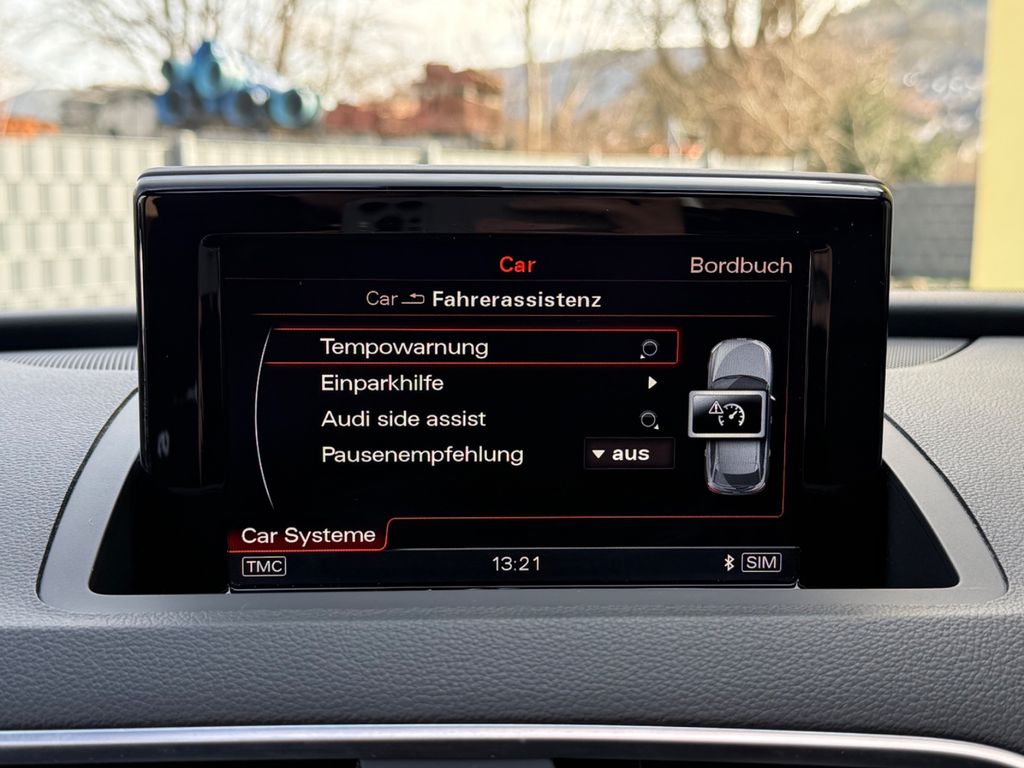 Car
Bordbuch
Car Fahrerassistenz
Tempowarnung
Einparkhilfe
Audi side assist
Pausenempfehlung aus
Car Systeme
TMC 13:21 SIM